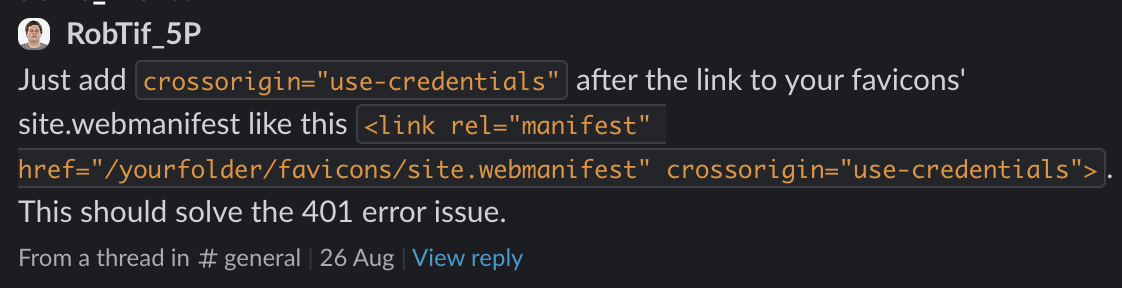 RobTif_5P
Just add crossorigin="use-credentials" after the link to your favicons'
site.webmanifest like this <link rel="manifest"
href="/yourfolder/favicons/site.webmanifest" crossorigin="use-credentials">.
This should solve the 401 error issue.
From a thread in # general | 26 Aug | View reply